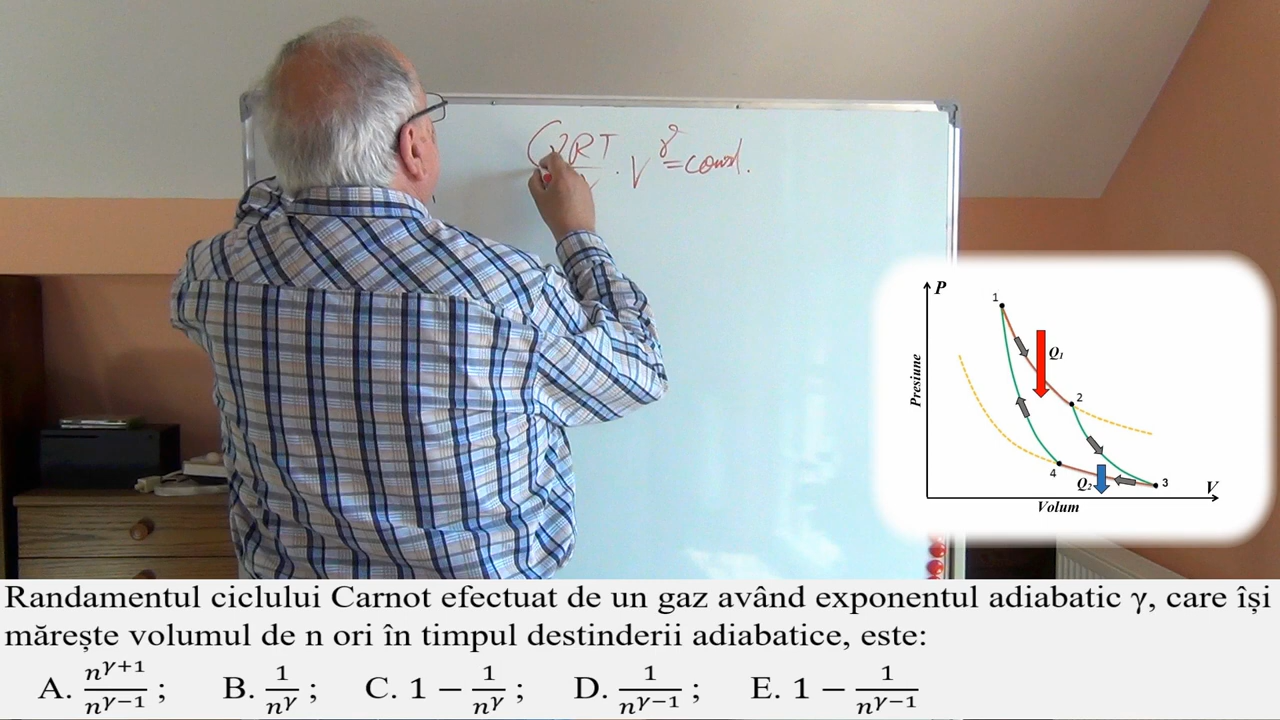 νRT · V^γ = const.
P
1
Q₁
Presiune
2
4
Q₂
3
V
Volum
Randamentul ciclului Carnot efectuat de un gaz având exponentul adiabatic γ, care își
mărește volumul de n ori în timpul destinderii adiabatice, este:
A. n^(γ+1)/n^(γ−1) ; B. 1/n^γ ; C. 1 − 1/n^γ ; D. 1/n^(γ−1) ; E. 1 − 1/n^(γ−1)